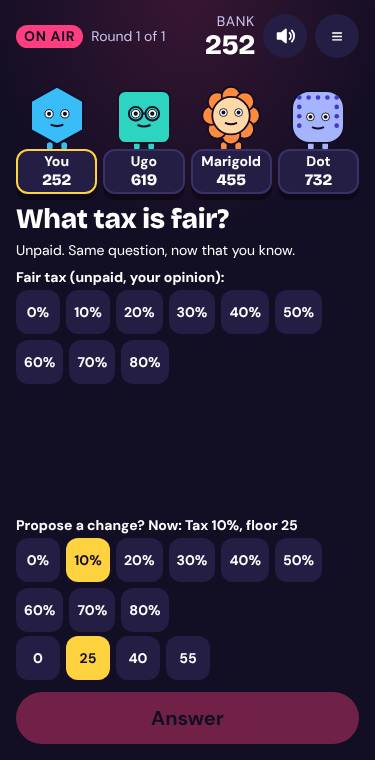 ON AIR Round 1 of 1 BANK
252
You Ugo Marigold Dot
252 619 455 732
What tax is fair?
Unpaid. Same question, now that you know.
Fair tax (unpaid, your opinion):
0% 10% 20% 30% 40% 50%
60% 70% 80%
Propose a change? Now: Tax 10%, floor 25
0% 10% 20% 30% 40% 50%
60% 70% 80%
0 25 40 55
Answer